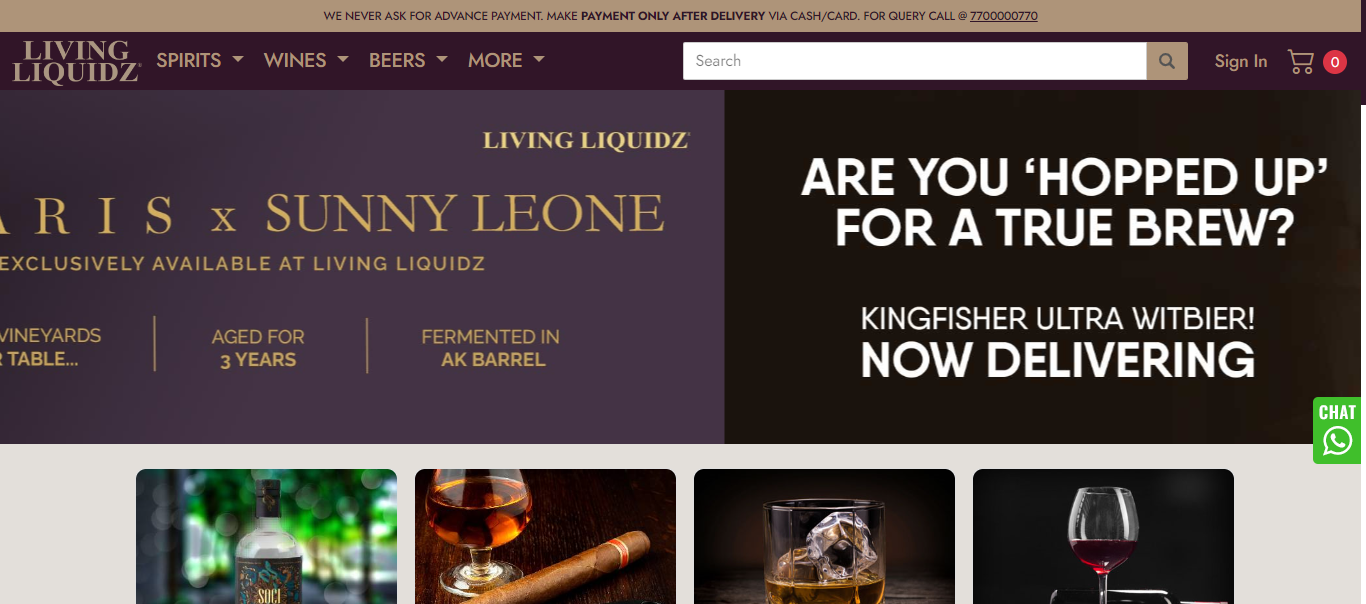 WE NEVER ASK FOR ADVANCE PAYMENT. MAKE PAYMENT ONLY AFTER DELIVERY VIA CASH/CARD. FOR QUERY CALL @ 7700000770
LIVING
LIQUIDZ
SPIRITS
WINES
BEERS
MORE
Search
Sign In
0
LIVING LIQUIDZ
ARIS x SUNNY LEONE
EXCLUSIVELY AVAILABLE AT LIVING LIQUIDZ
VINEYARDS
R TABLE...
AGED FOR
3 YEARS
FERMENTED IN
AK BARREL
ARE YOU ‘HOPPED UP’
FOR A TRUE BREW?
KINGFISHER ULTRA WITBIER!
NOW DELIVERING
CHAT
SOCI